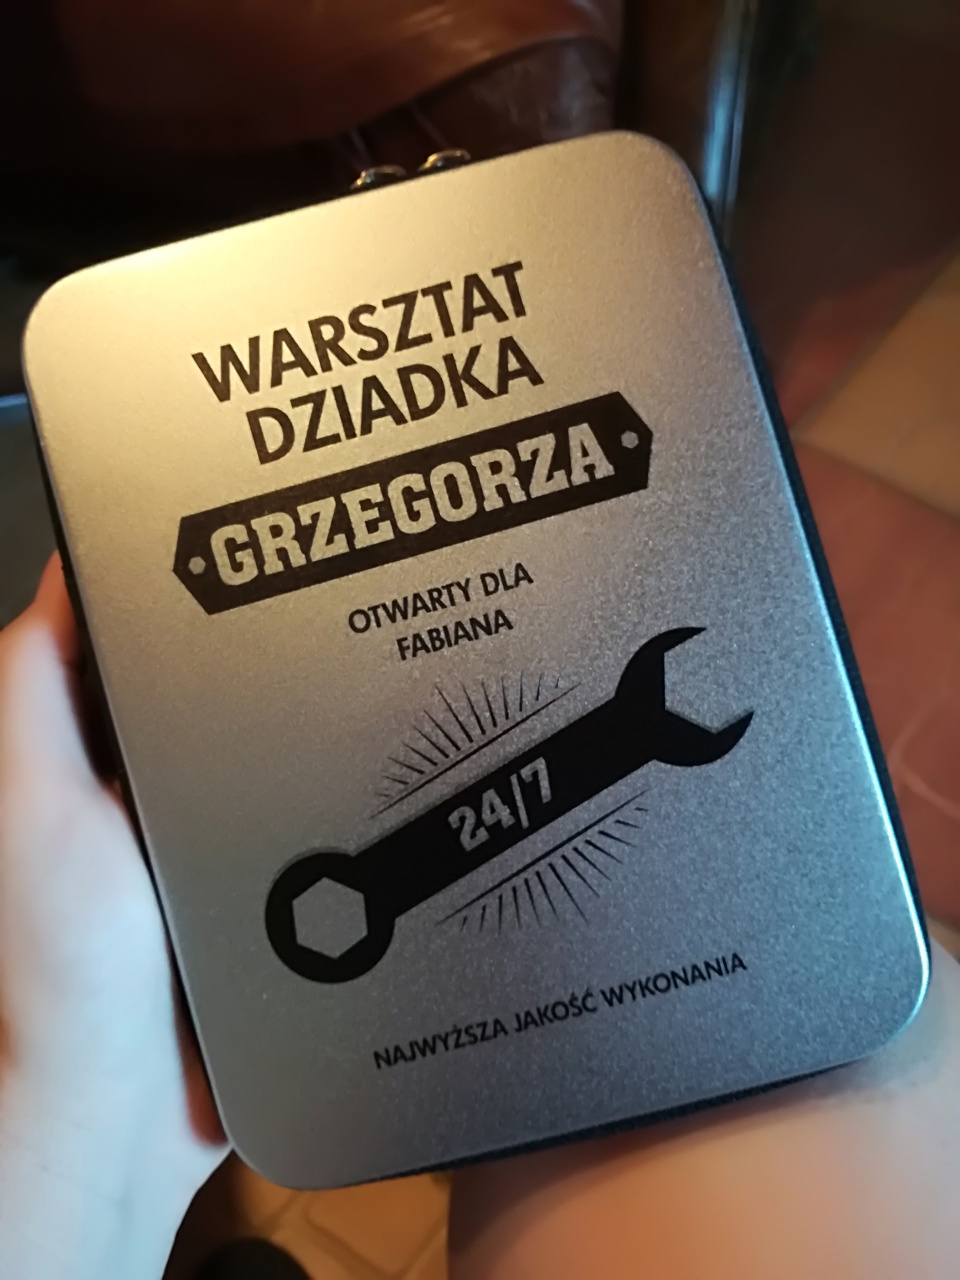 WARSZTAT
DZIADKA
GRZEGORZA
OTWARTY DLA
FABIANA
24/7
NAJWYŻSZA JAKOŚĆ WYKONANIA